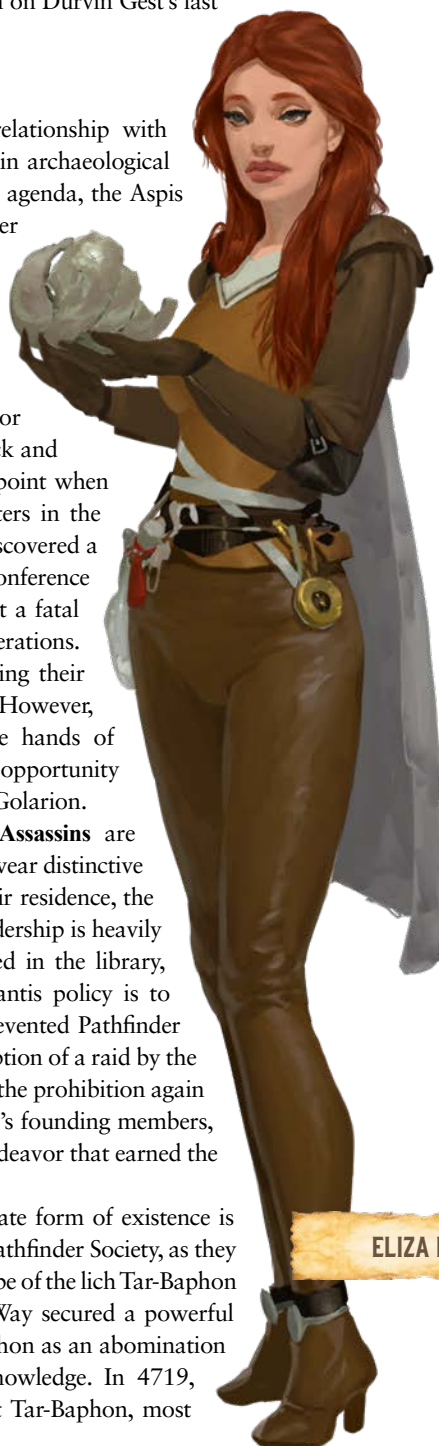 on Durvin Gest's last
relationship with
in archaeological
agenda, the Aspis
or
and
point when
in the
discovered a
onference
t a fatal
erations.
ing their
However,
hands of
opportunity
Golarion.
Assassins are
wear distinctive
ir residence, the
dership is heavily
ed in the library,
antis policy is to
evented Pathfinder
ption of a raid by the
the prohibition again
's founding members,
deavor that earned the
ate form of existence is
athfinder Society, as they
pe of the lich Tar-Baphon
Way secured a powerful
hon as an abomination
nowledge. In 4719,
t Tar-Baphon, most
ELIZA